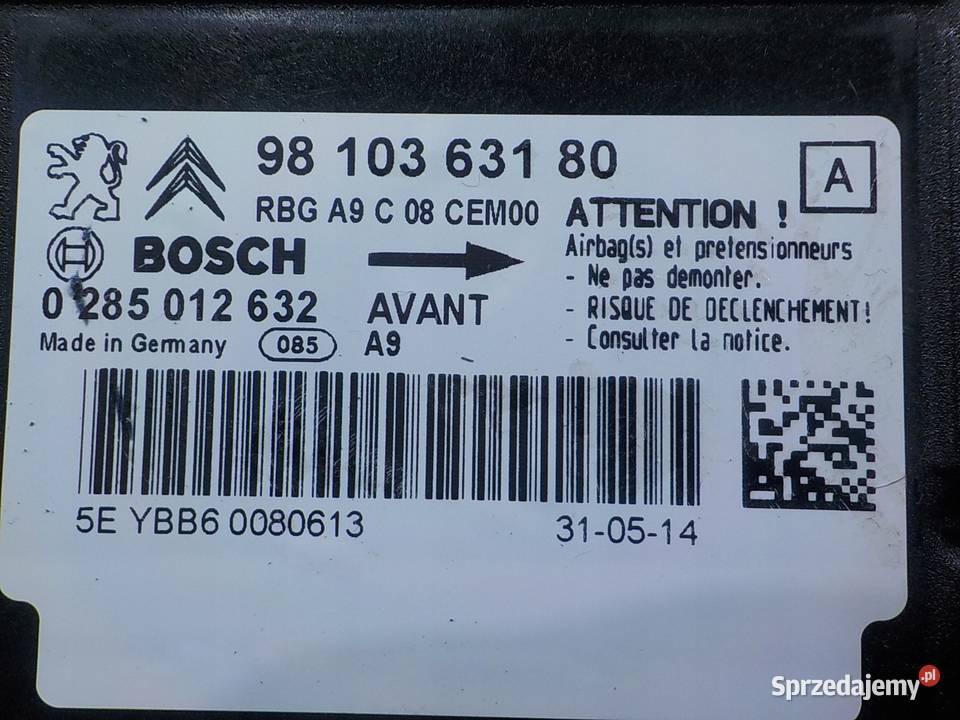 98 103 631 80
A
RBG A9 C 08 CEM00
ATTENTION !
Airbag(s) et pretensionneurs
- Ne pas demonter.
- RISQUE DE DECLENCHEMENT!
- Consulter la notice.
BOSCH
0 285 012 632
AVANT
Made in Germany
085
A9
5E YBB6 0080613
31-05-14
Sprzedajemy.pl